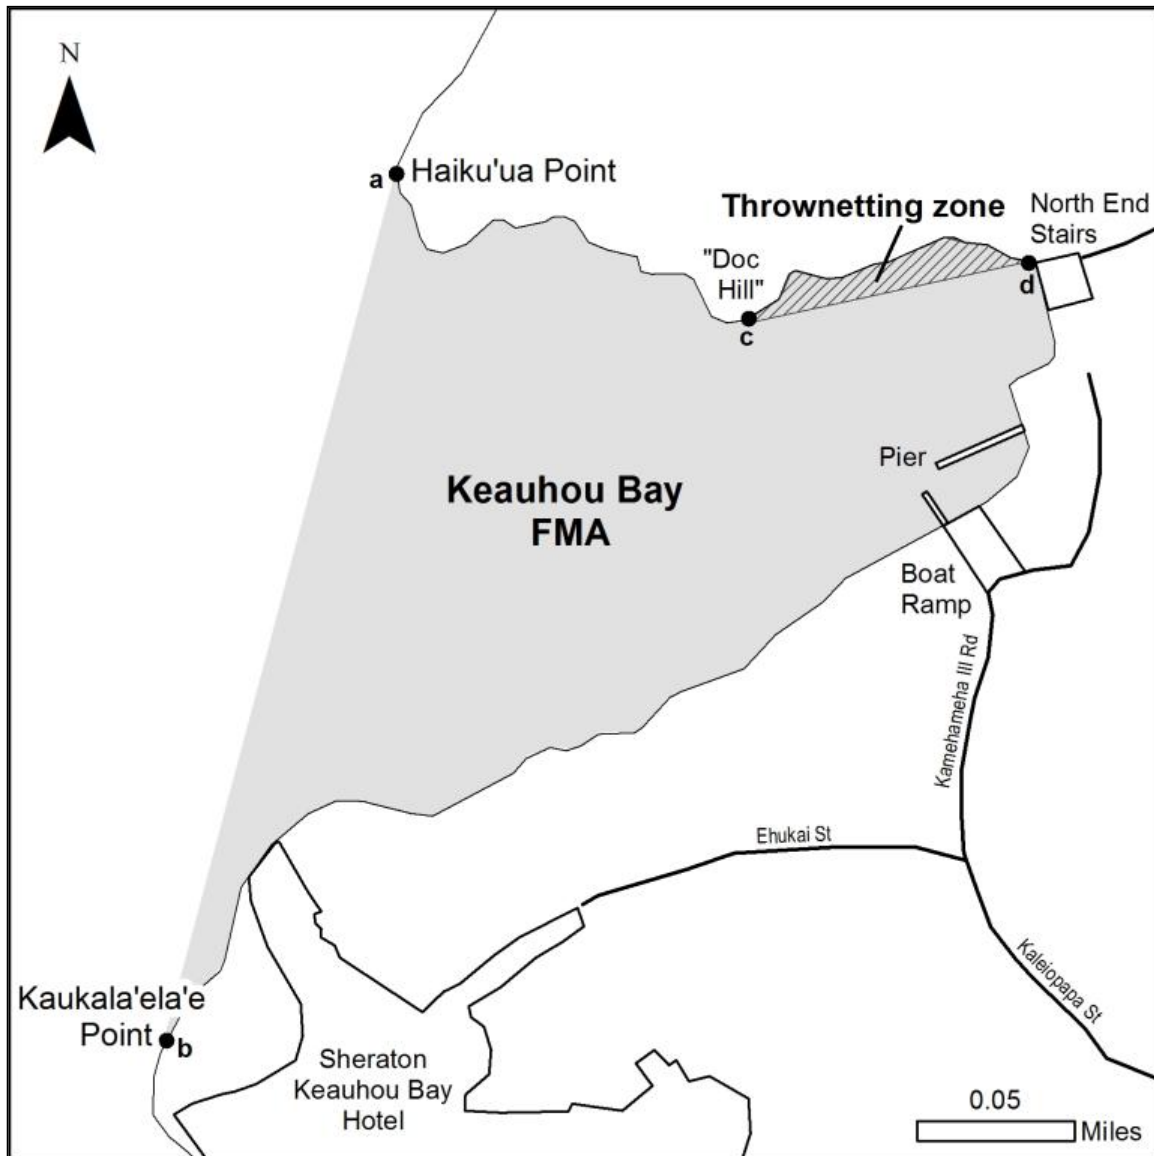 N
a
Haiku'ua Point
Thrownetting zone
North End
Stairs
"Doc
Hill"
c
d
Keauhou Bay
FMA
Pier
Boat
Ramp
Kamehameha III Rd
Ehukai St
Kaleiopapa St
Kaukala'ela'e
Point
b
Sheraton
Keauhou Bay
Hotel
0.05
Miles